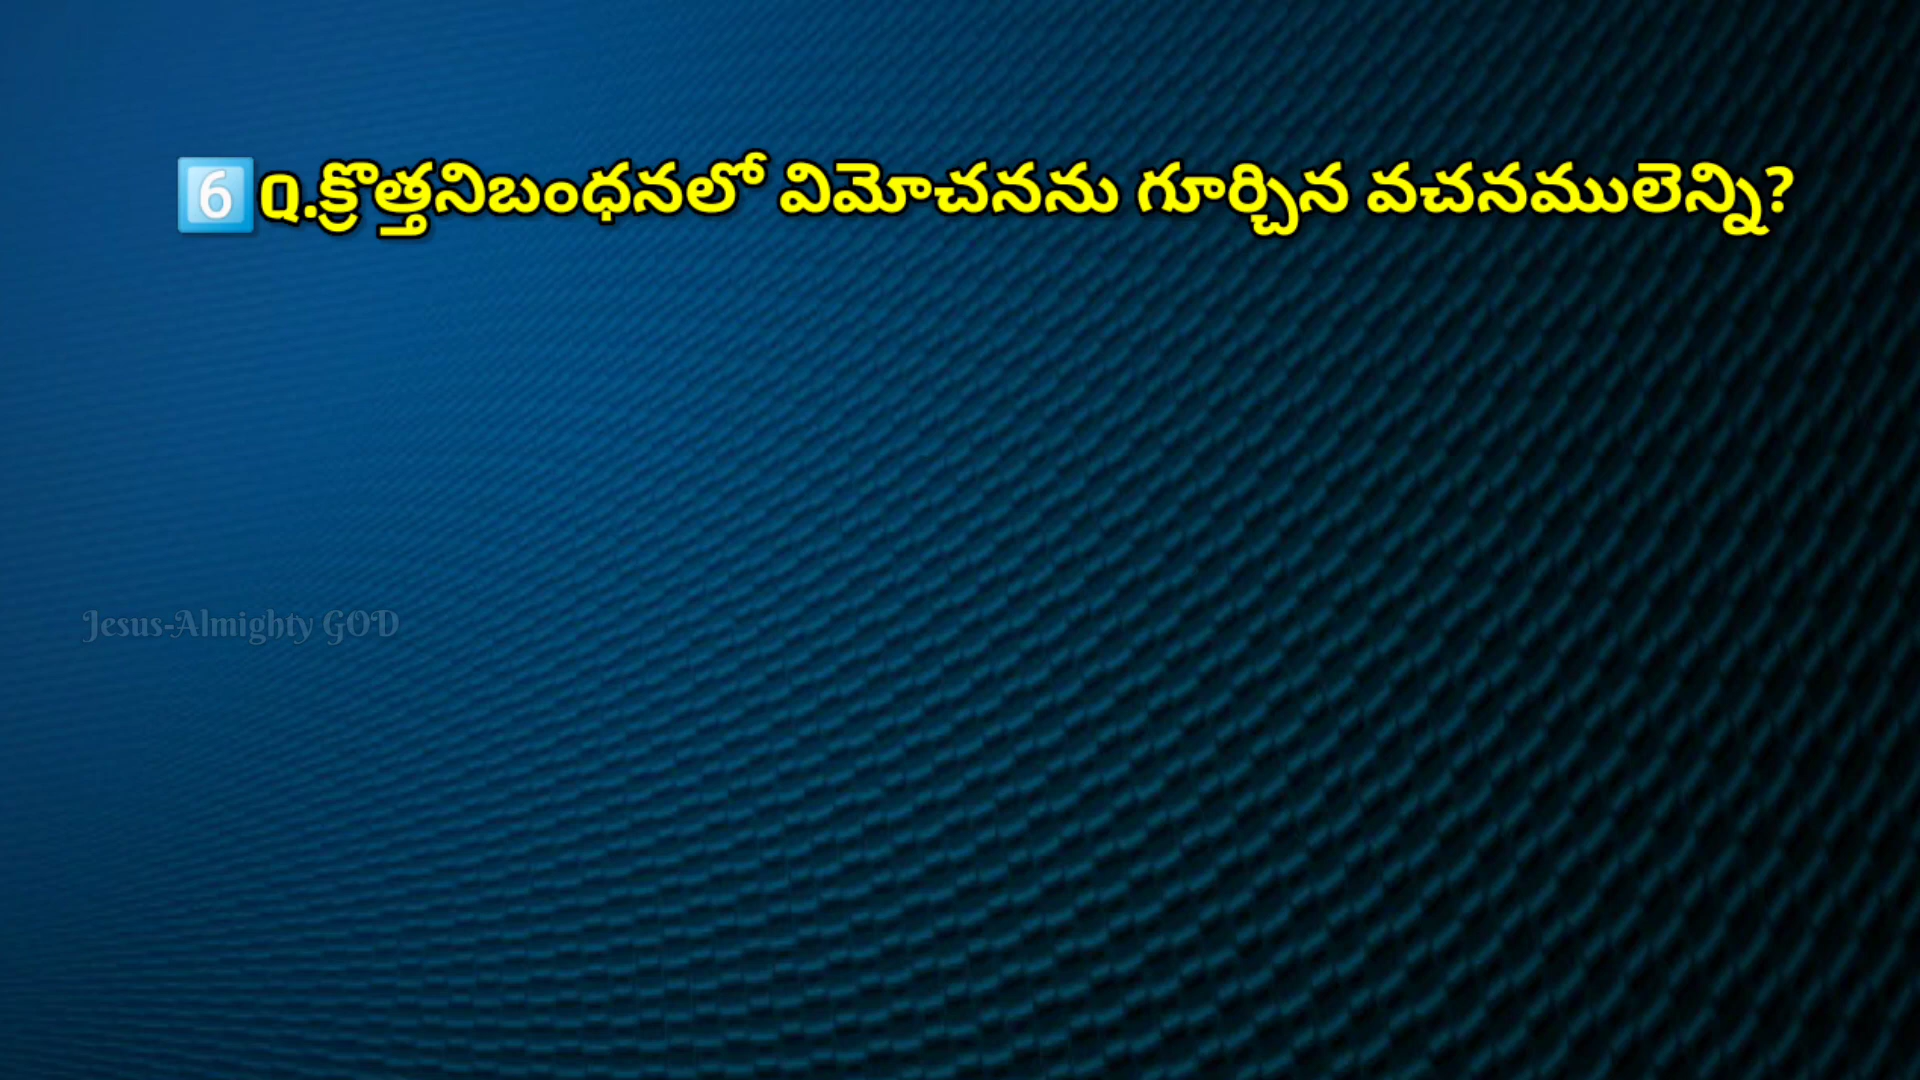 6 Q.క్రొత్తనిబంధనలో విమోచనను గూర్చిన వచనములెన్ని?
Jesus-Almighty GOD